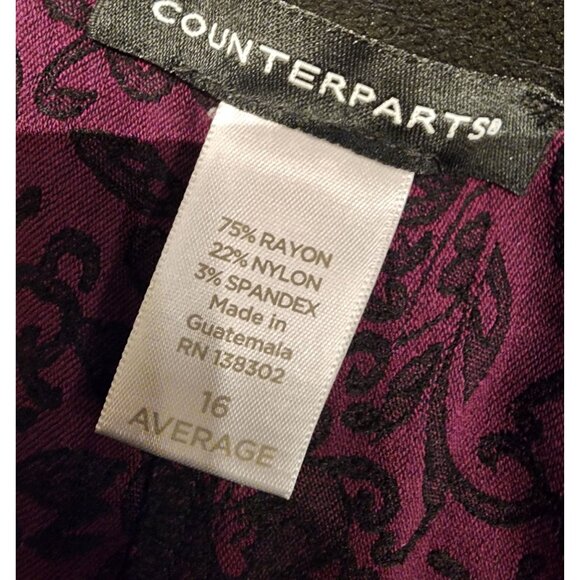 COUNTERPARTS®
75% RAYON
22% NYLON
3% SPANDEX
Made in
Guatemala
RN 138302
16
AVERAGE